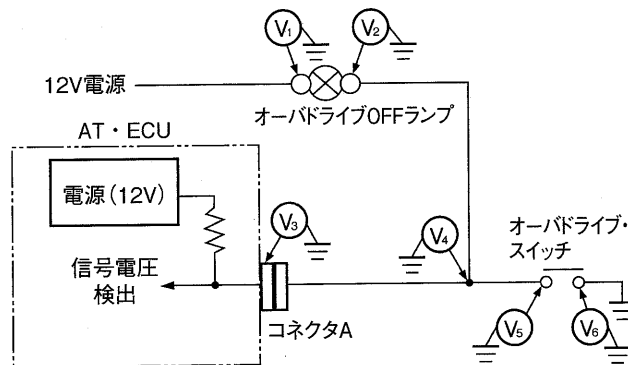 V1
V2
12V電源
オーバドライブOFFランプ
AT・ECU
電源(12V)
V3
V4
オーバドライブ・
スイッチ
信号電圧
検出
コネクタA
V5
V6